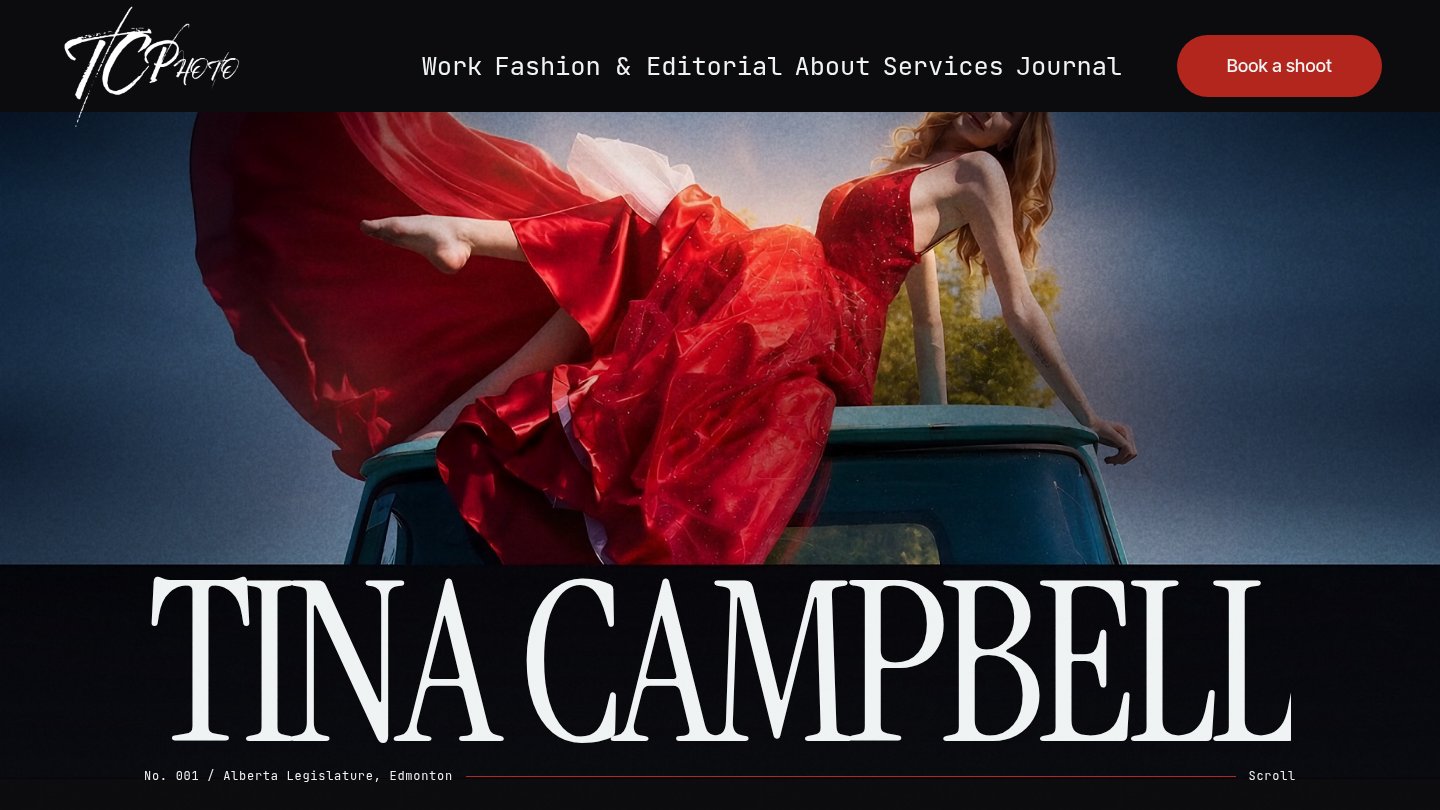 TCPHOTO
Work Fashion & Editorial About Services Journal
Book a shoot
TINA CAMPBELL
No. 001 / Alberta Legislature, Edmonton
Scroll